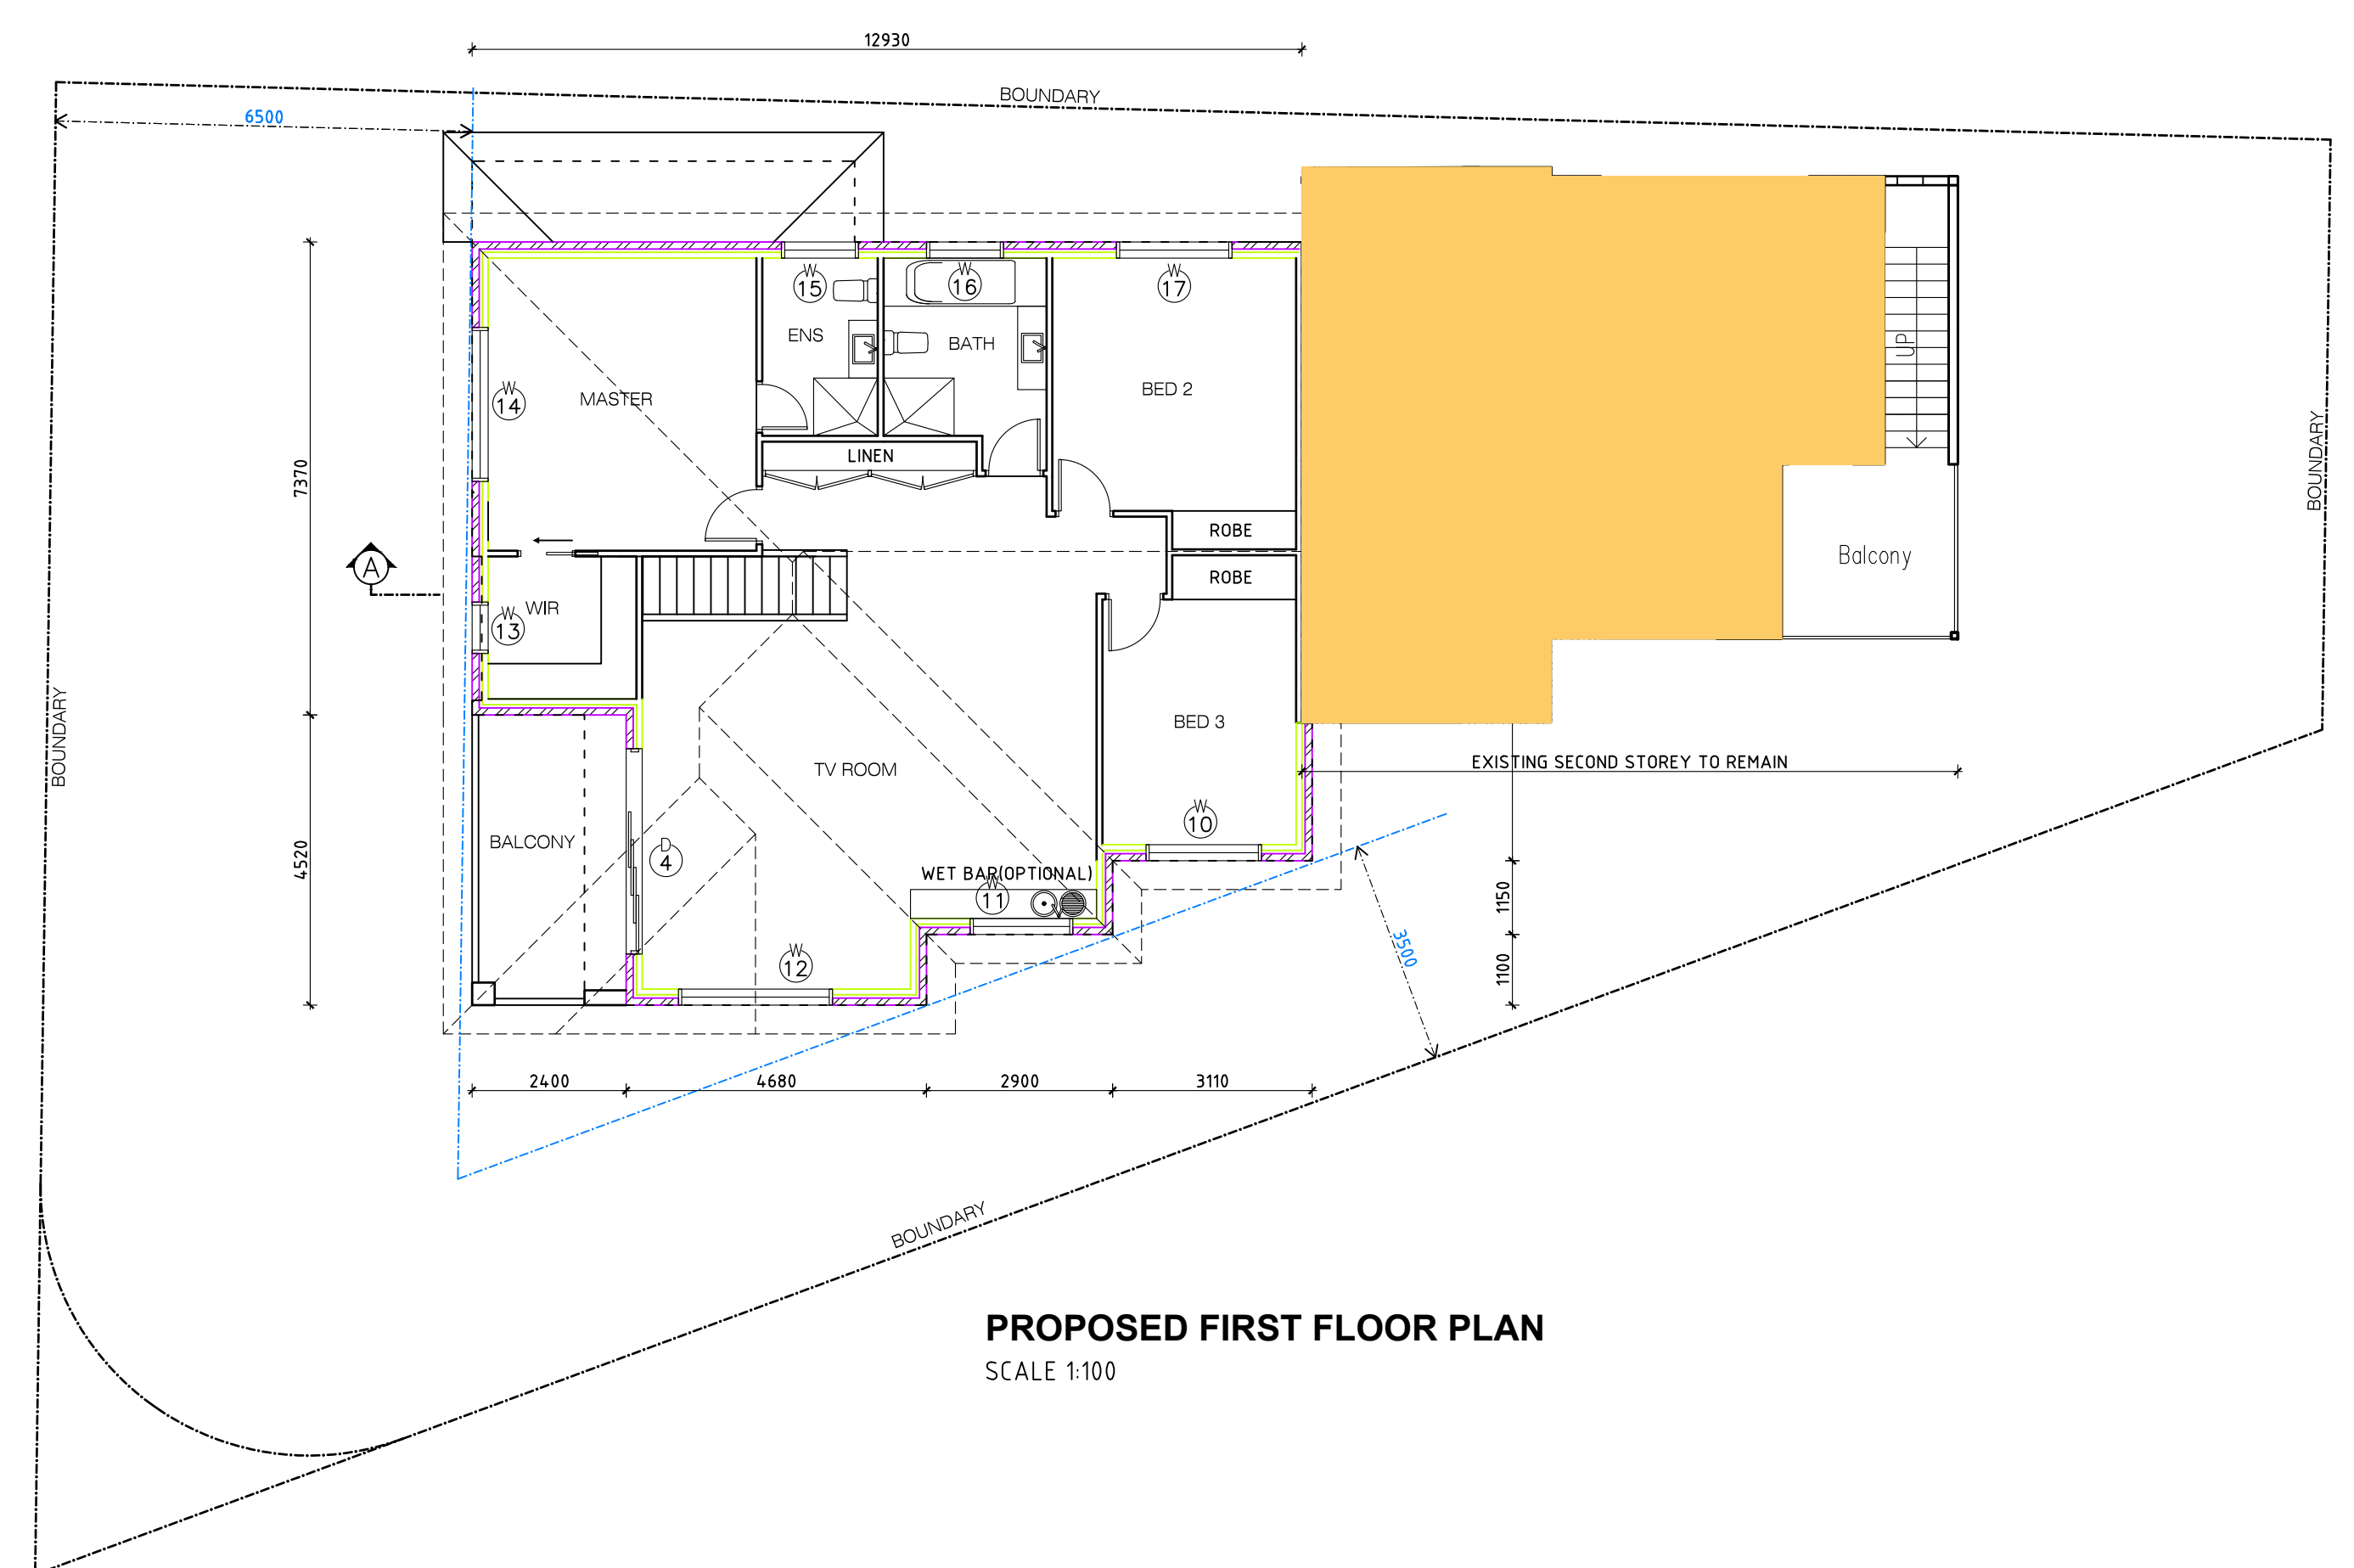 12930
BOUNDARY
6500
W
15
W
16
W
17
ENS
BATH
UP
BED 2
W
14
MASTER
BOUNDARY
LINEN
7370
ROBE
Balcony
A
ROBE
WIR
W
13
BOUNDARY
BED 3
EXISTING SECOND STOREY TO REMAIN
TV ROOM
W
10
BALCONY
D
4
4520
WET BAR(OPTIONAL)
W
11
1150
3500
W
12
1100
2400
4680
2900
3110
BOUNDARY
PROPOSED FIRST FLOOR PLAN
SCALE 1:100